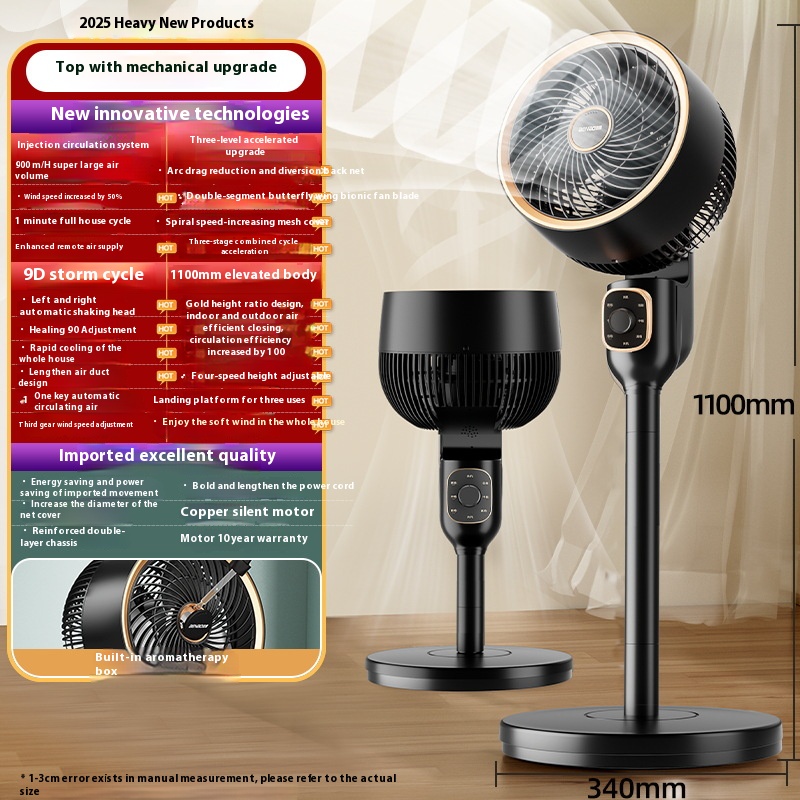 2025 Heavy New Products
Top with mechanical upgrade
New innovative technologies
Injection circulation system
Three-level accelerated
upgrade
900 m/H super large air
volume
· Arc drag reduction and diversion back net
· Wind speed increased by 50%
HOT
Double-segment butterfly wing bionic fan blade
1 minute full house cycle
· Spiral speed-increasing mesh cover
Enhanced remote air supply
HOT
Three-stage combined cycle
acceleration
HOT
9D storm cycle
1100mm elevated body
· Left and right
automatic shaking head
HOT
Gold height ratio design,
indoor and outdoor air
efficient closing,
circulation efficiency
increased by 100
HOT
· Healing 90 Adjustment
HOT
HOT
· Rapid cooling of the
whole house
HOT
HOT
· Lengthen air duct
design
HOT
Four-speed height adjustable
One key automatic
circulating air
Landing platform for three uses
HOT
Third gear wind speed adjustment
· Enjoy the soft wind in the whole house
Imported excellent quality
· Energy saving and power
saving of imported movement
· Bold and lengthen the power cord
· Increase the diameter of the
net cover
Copper silent motor
· Reinforced double-
layer chassis
Motor 10 year warranty
Built-in aromatherapy
box
1100mm
340mm
* 1-3cm error exists in manual measurement, please refer to the actual
size